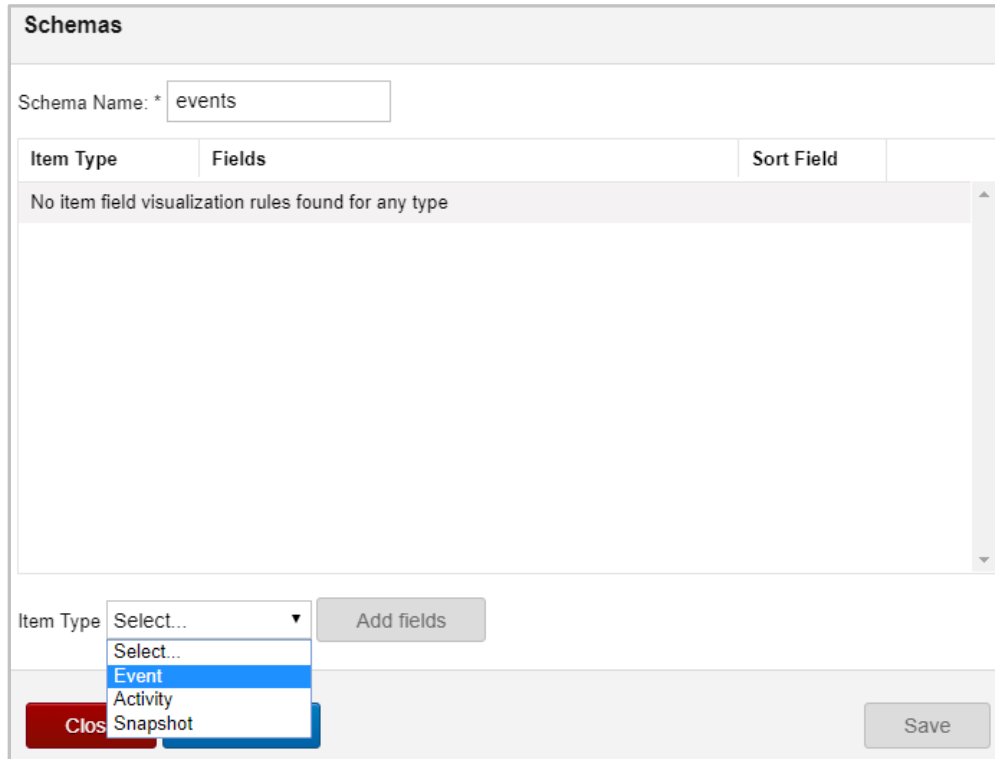 Schemas
Schema Name: * events
Item Type Fields Sort Field
No item field visualization rules found for any type
Item Type Select... Add fields
Select...
Event
Activity
Snapshot
Clos
Save